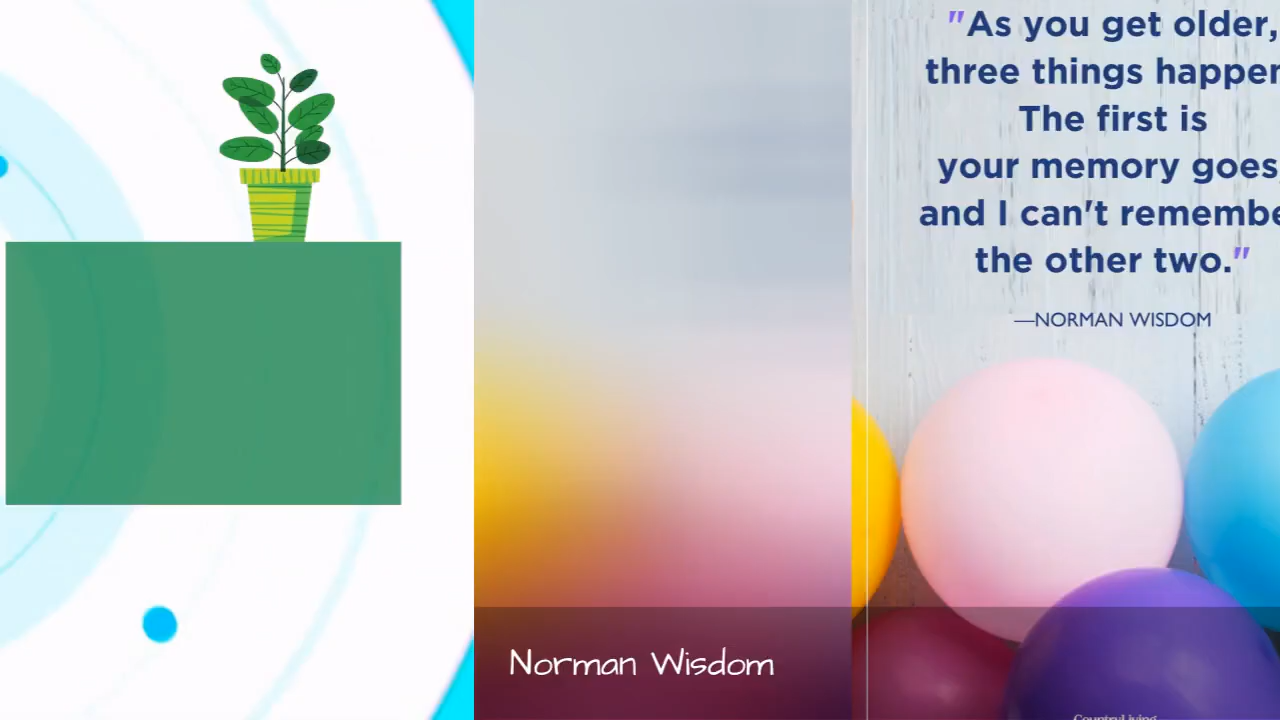 "As you get older,
three things happen
The first is
your memory goes,
and I can't remembe
the other two."
—NORMAN WISDOM
Norman Wisdom
CountryLiving